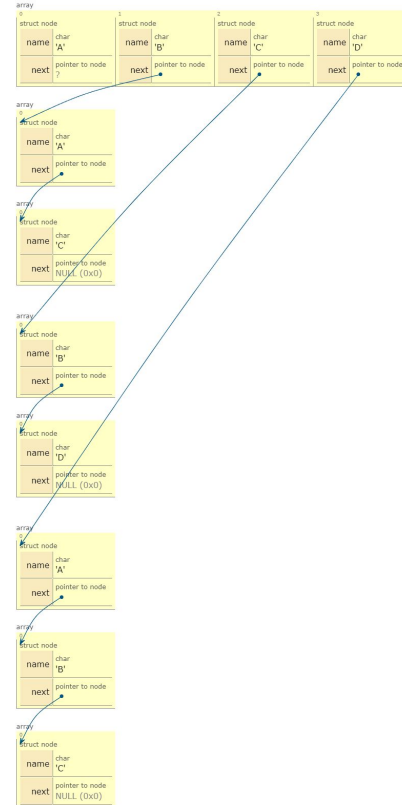 array
0 1 2 3
struct node struct node struct node struct node
name char 'A' name char 'B' name char 'C' name char 'D'
next pointer to node ? next pointer to node next pointer to node next pointer to node
array
0
struct node
name char 'A'
next pointer to node
array
0
struct node
name char 'C'
next pointer to node NULL (0x0)
array
0
struct node
name char 'B'
next pointer to node
array
0
struct node
name char 'D'
next pointer to node NULL (0x0)
array
0
struct node
name char 'A'
next pointer to node
array
0
struct node
name char 'B'
next pointer to node
array
0
struct node
name char 'C'
next pointer to node NULL (0x0)